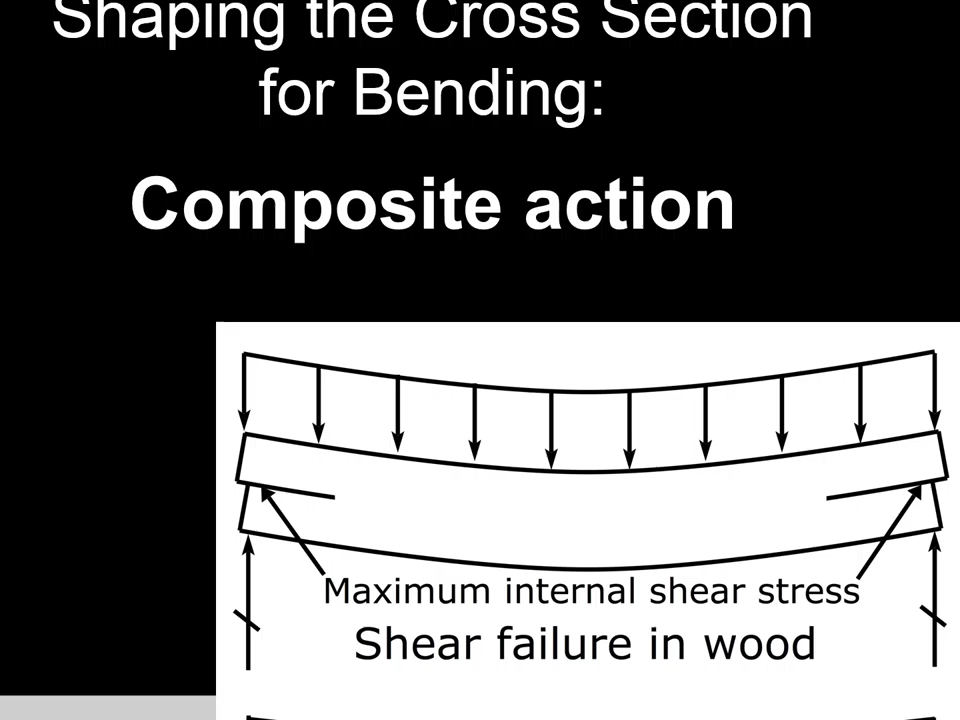 Shaping the Cross Section
for Bending:
Composite action
Maximum internal shear stress
Shear failure in wood